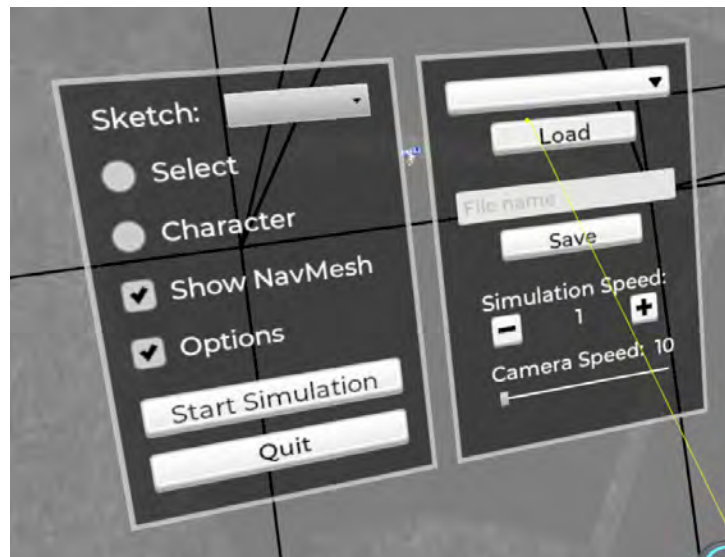 Sketch:
Select
Character
Show NavMesh
Options
Start Simulation
Quit
Load
File name
Save
Simulation Speed:
1
Camera Speed: 10